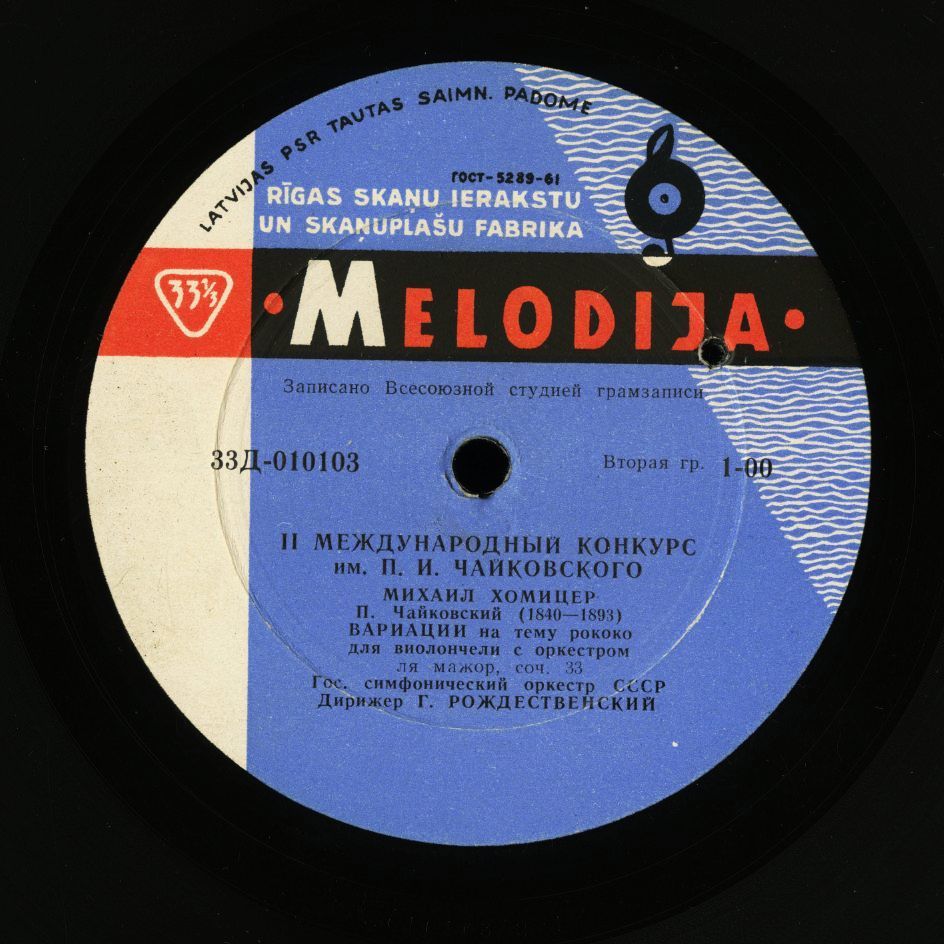 LATVIJAS PSR TAUTAS SAIMN. PADOME
ГОСТ-5289-61
RĪGAS SKAŅU IERAKSTU
UN SKAŅUPLAŠU FABRIKA
33⅓
·MELODIJA·
Записано Всесоюзной студией грамзаписи
33Д-010103
Вторая гр. 1-00
II МЕЖДУНАРОДНЫЙ КОНКУРС
им. П. И. ЧАЙКОВСКОГО
МИХАИЛ ХОМИЦЕР
П. Чайковский (1840—1893)
ВАРИАЦИИ на тему рококо
для виолончели с оркестром
ля мажор, соч. 33
Гос. симфонический оркестр СССР
Дирижер Г. РОЖДЕСТВЕНСКИЙ